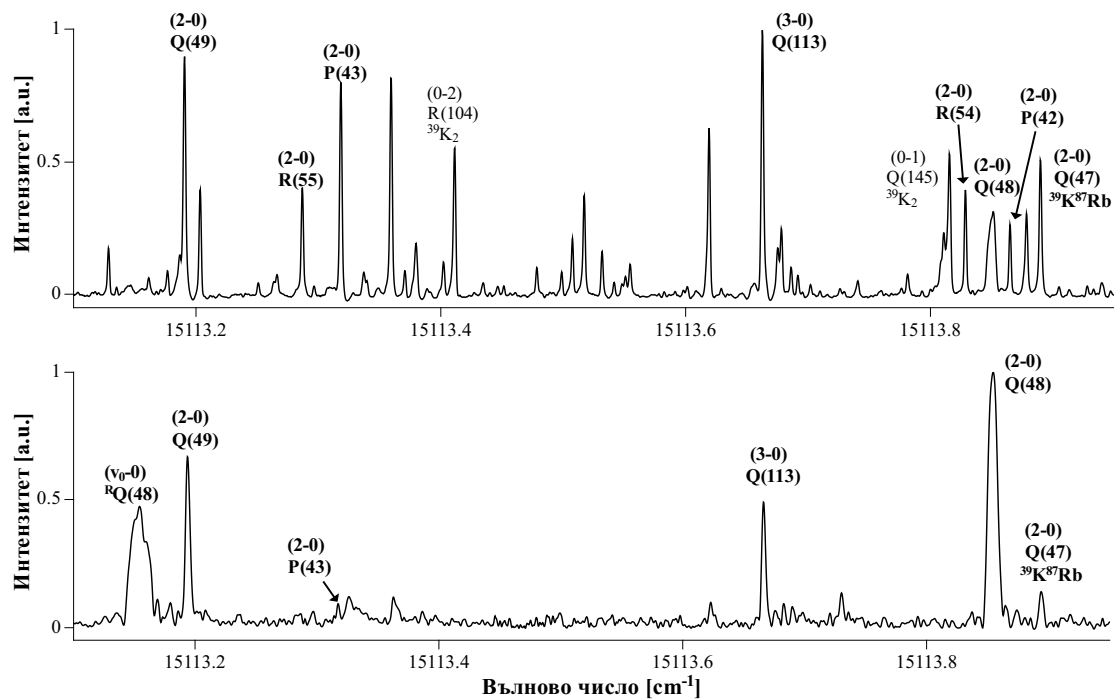 Интензитет [a.u.]
1
0.5
0
(2-0)
Q(49)
(2-0)
R(55)
(2-0)
P(43)
(0-2)
R(104)
³⁹K₂
(3-0)
Q(113)
(0-1)
Q(145)
³⁹K₂
(2-0)
R(54)
(2-0)
Q(48)
(2-0)
P(42)
(2-0)
Q(47)
³⁹K⁸⁷Rb
15113.2
15113.4
15113.6
15113.8
Интензитет [a.u.]
1
0.5
0
(v₀-0)
ᴿQ(48)
(2-0)
Q(49)
(2-0)
P(43)
(3-0)
Q(113)
(2-0)
Q(48)
(2-0)
Q(47)
³⁹K⁸⁷Rb
15113.2
15113.4
15113.6
15113.8
Вълново число [cm⁻¹]